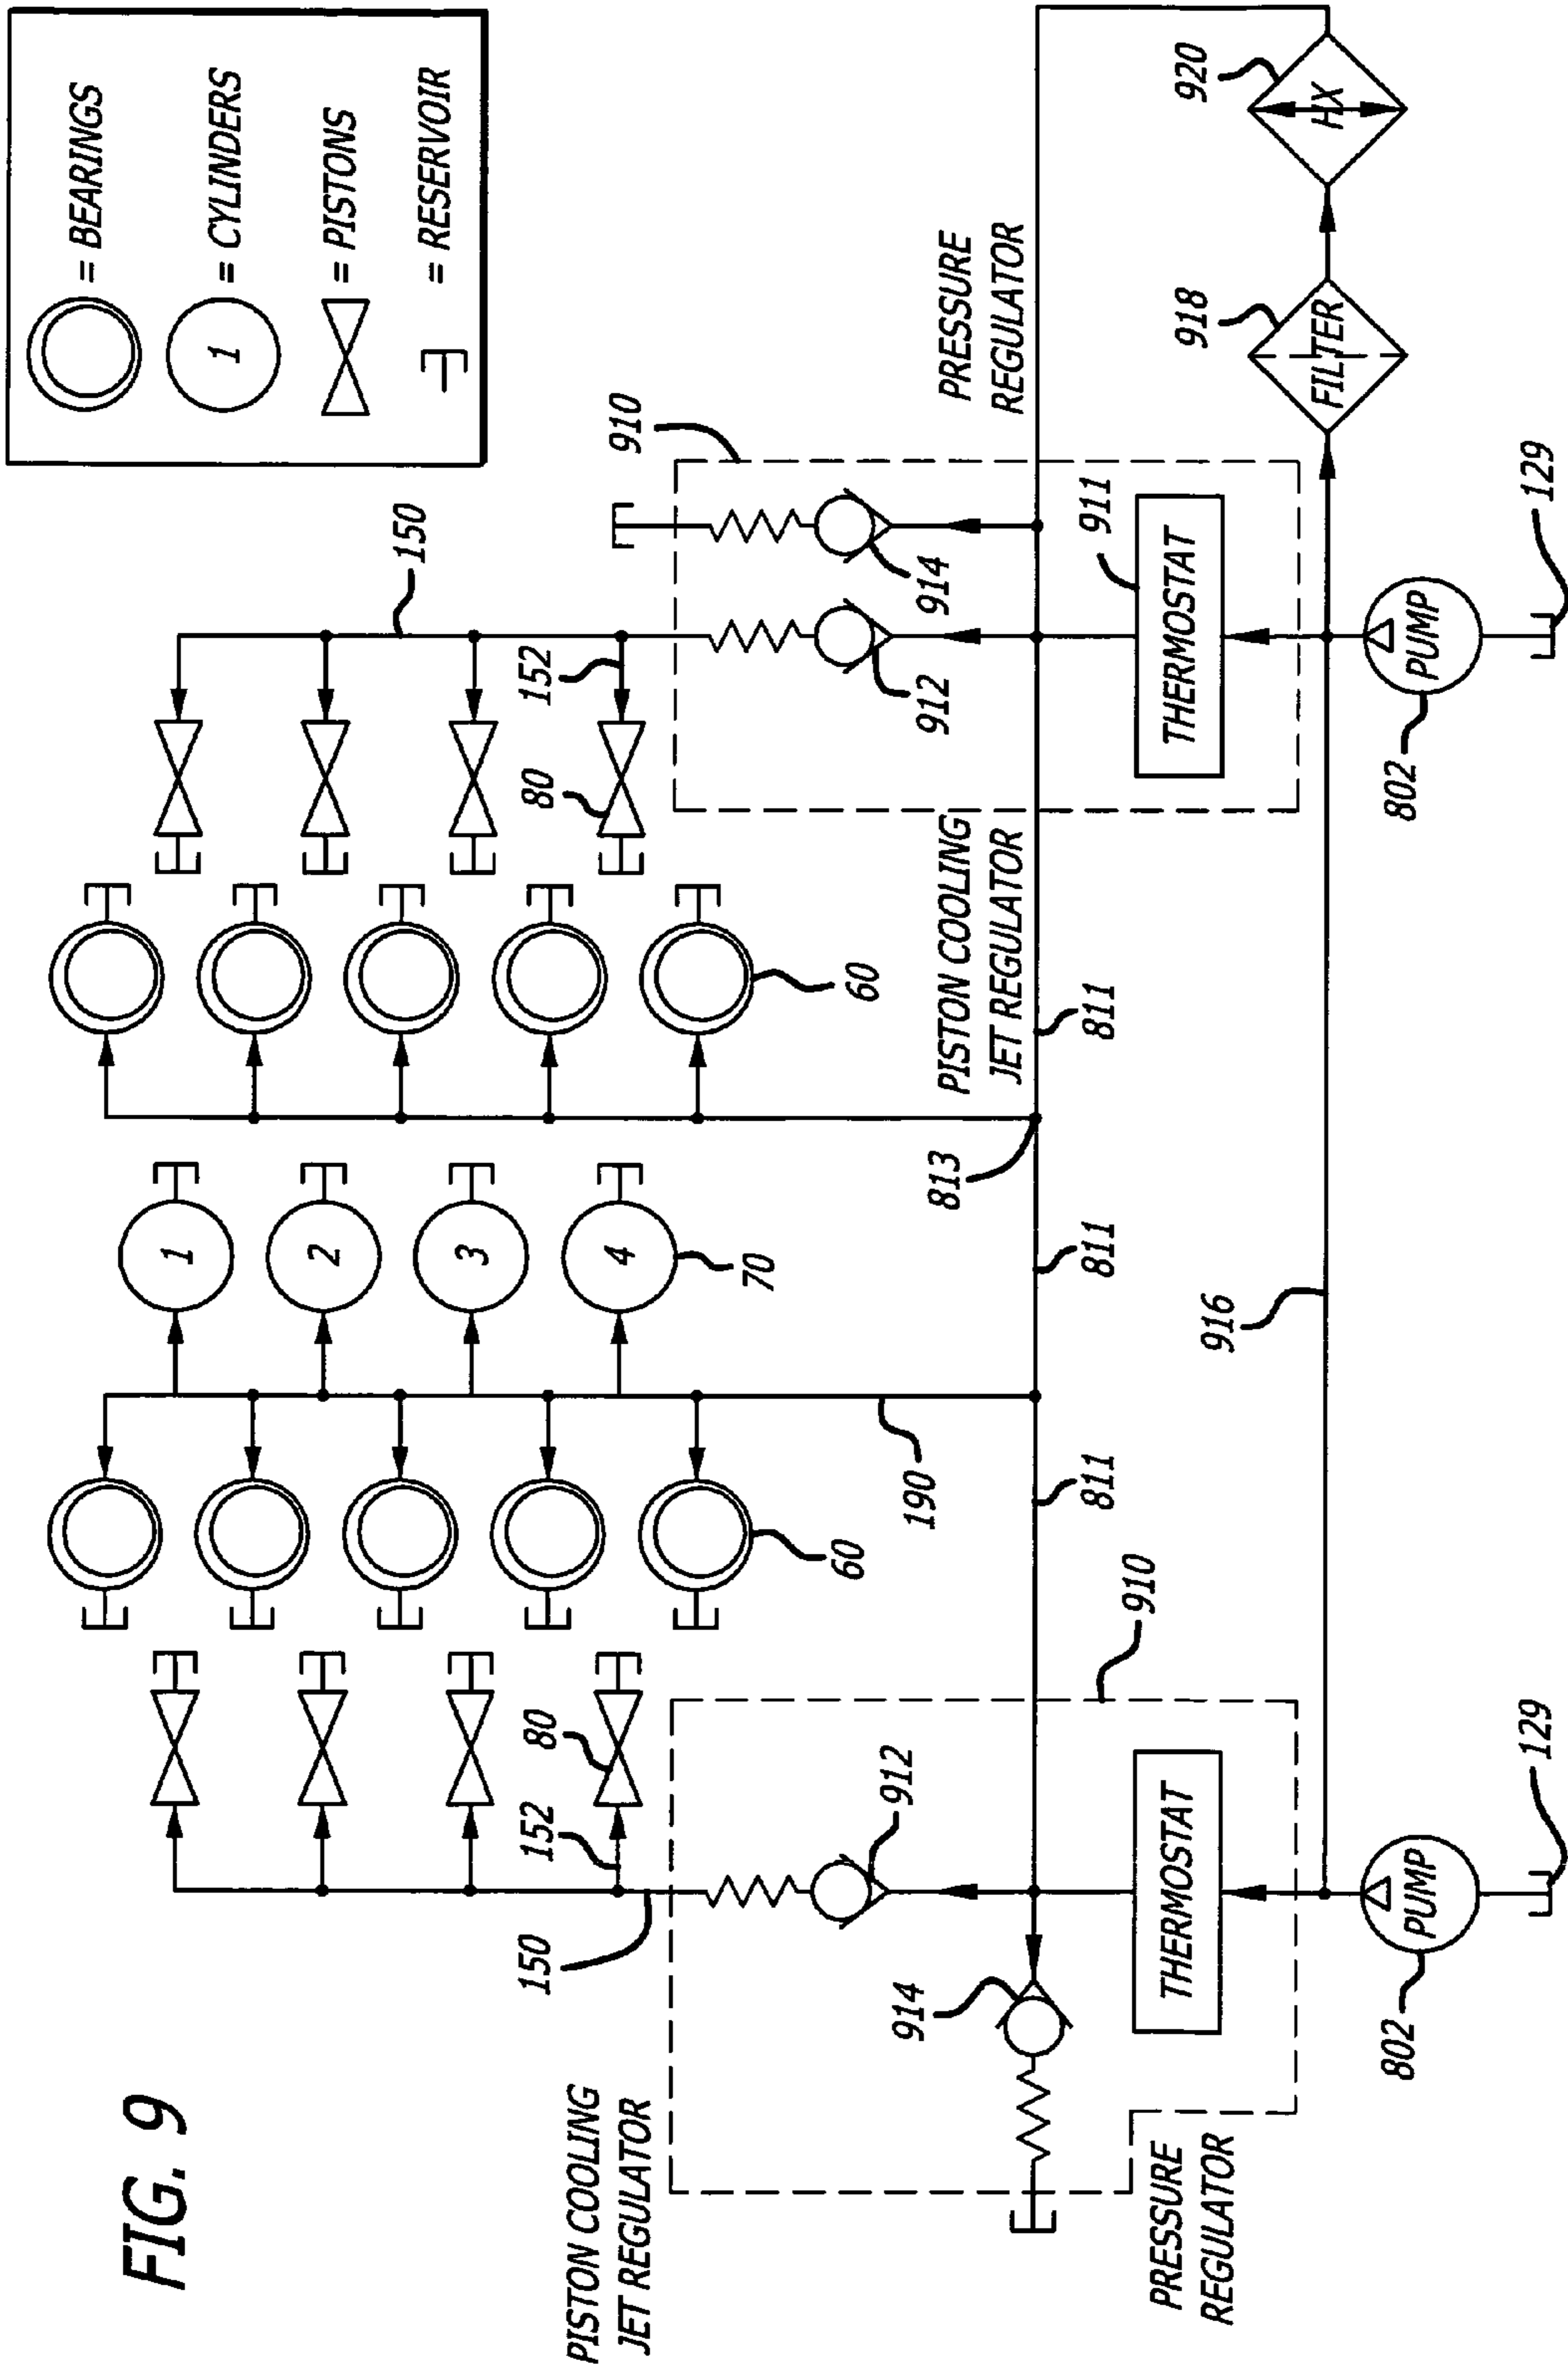 FIG. 9
= BEARINGS
1
= CYLINDERS
= PISTONS
= RESERVOIR
1
2
3
4
70
60
60
80
152
150
80
152
150
190
813
811
811
811
PISTON COOLING
JET REGULATOR
PRESSURE
REGULATOR
910
912
914
THERMOSTAT
PUMP
802
129
916
PISTON COOLING
JET REGULATOR
PRESSURE
REGULATOR
910
912
914
911
THERMOSTAT
PUMP
802
129
918
FILTER
920
HX